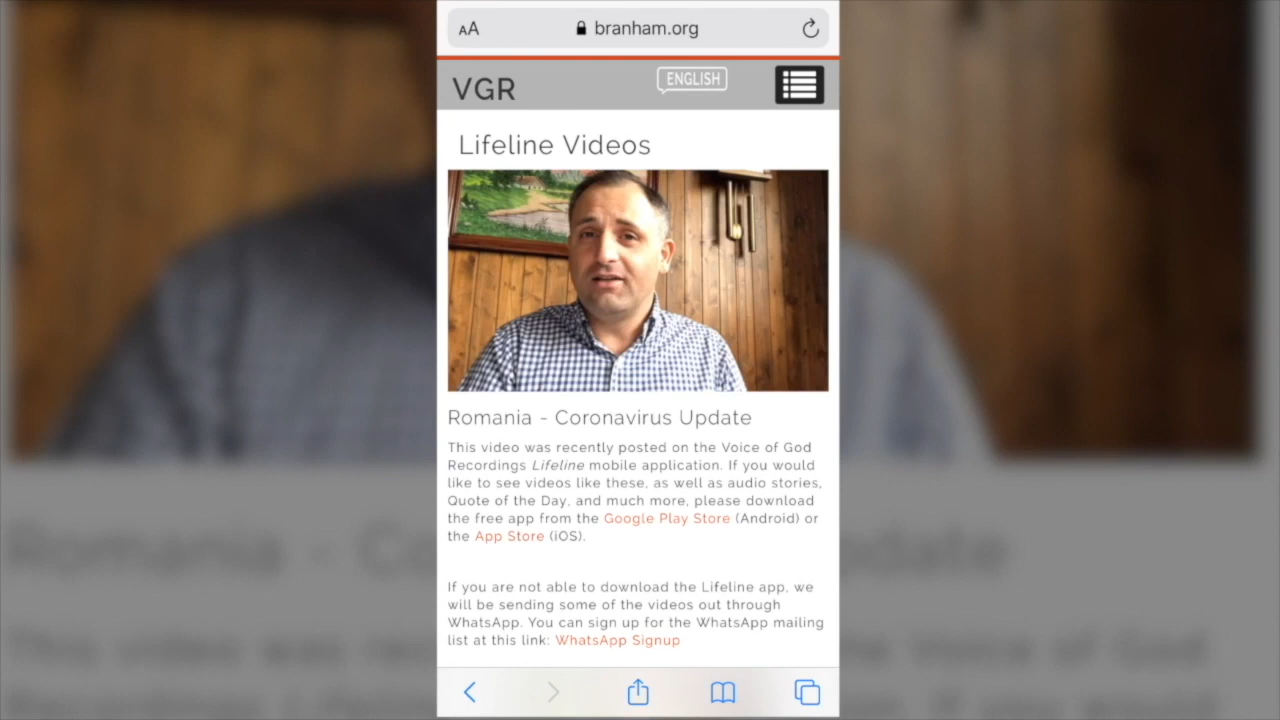 AA
branham.org
VGR
ENGLISH
Lifeline Videos
Romania - Coronavirus Update
This video was recently posted on the Voice of God
Recordings Lifeline mobile application. If you would
like to see videos like these, as well as audio stories,
Quote of the Day, and much more, please download
the free app from the Google Play Store (Android) or
the App Store (iOS).
If you are not able to download the Lifeline app, we
will be sending some of the videos out through
WhatsApp. You can sign up for the WhatsApp mailing
list at this link: WhatsApp Signup